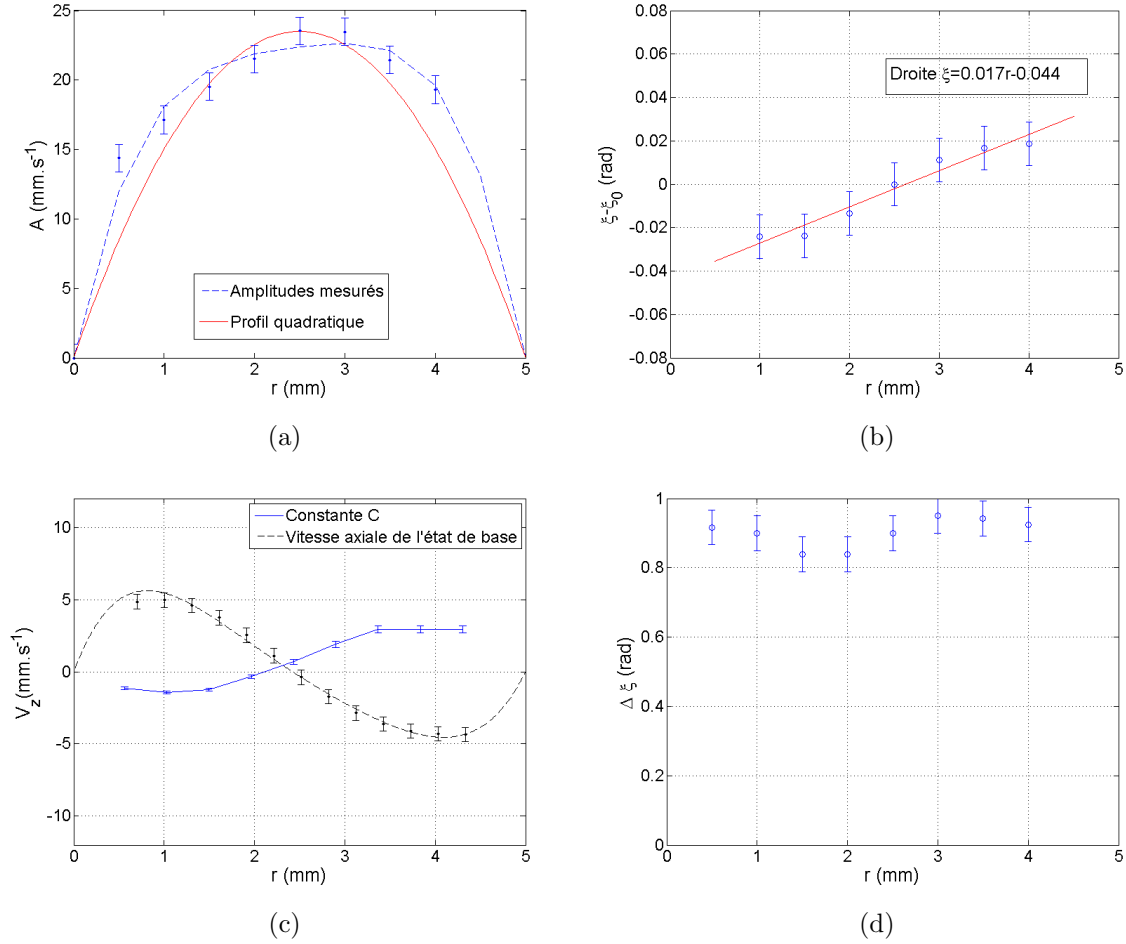 25
20
15
10
5
0
A (mm.s-1)
Amplitudes mesurés
Profil quadratique
0 1 2 3 4 5
r (mm)
(a)
0.08
0.06
0.04
0.02
0
-0.02
-0.04
-0.06
-0.08
ξ-ξ0 (rad)
Droite ξ=0.017r-0.044
0 1 2 3 4 5
r (mm)
(b)
10
5
0
-5
-10
Vz(mm.s-1)
Constante C
Vitesse axiale de l'état de base
0 1 2 3 4 5
r (mm)
(c)
1
0.8
0.6
0.4
0.2
0
Δ ξ (rad)
0 1 2 3 4 5
r (mm)
(d)